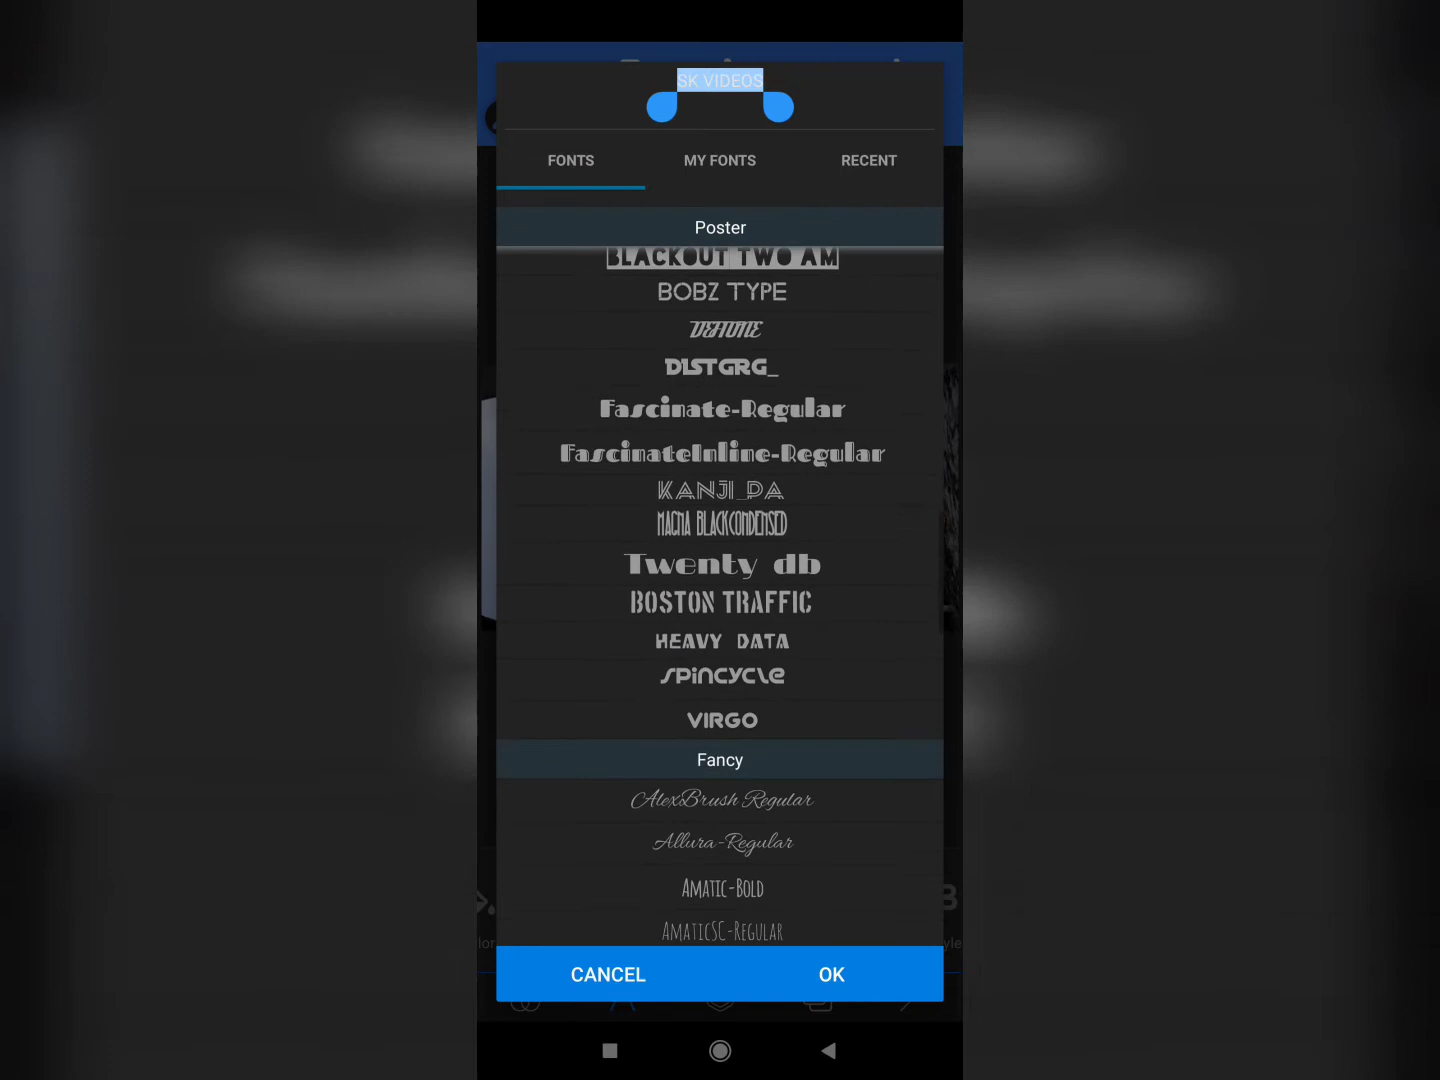 SK VIDEOS
FONTS MY FONTS RECENT
Poster
BLACKOUT TWO AM
BOBZ TYPE
DEFTONE
DLSTGRG_
Fascinate-Regular
FascinateInline-Regular
KANJI_PA
MAGNA BLACKCONDENSED
Twenty db
BOSTON TRAFFIC
HEAVY DATA
SPINCYCLE
VIRGO
Fancy
AlexBrush Regular
Allura-Regular
AMATIC-BOLD
AMATICSC-REGULAR
CANCEL OK